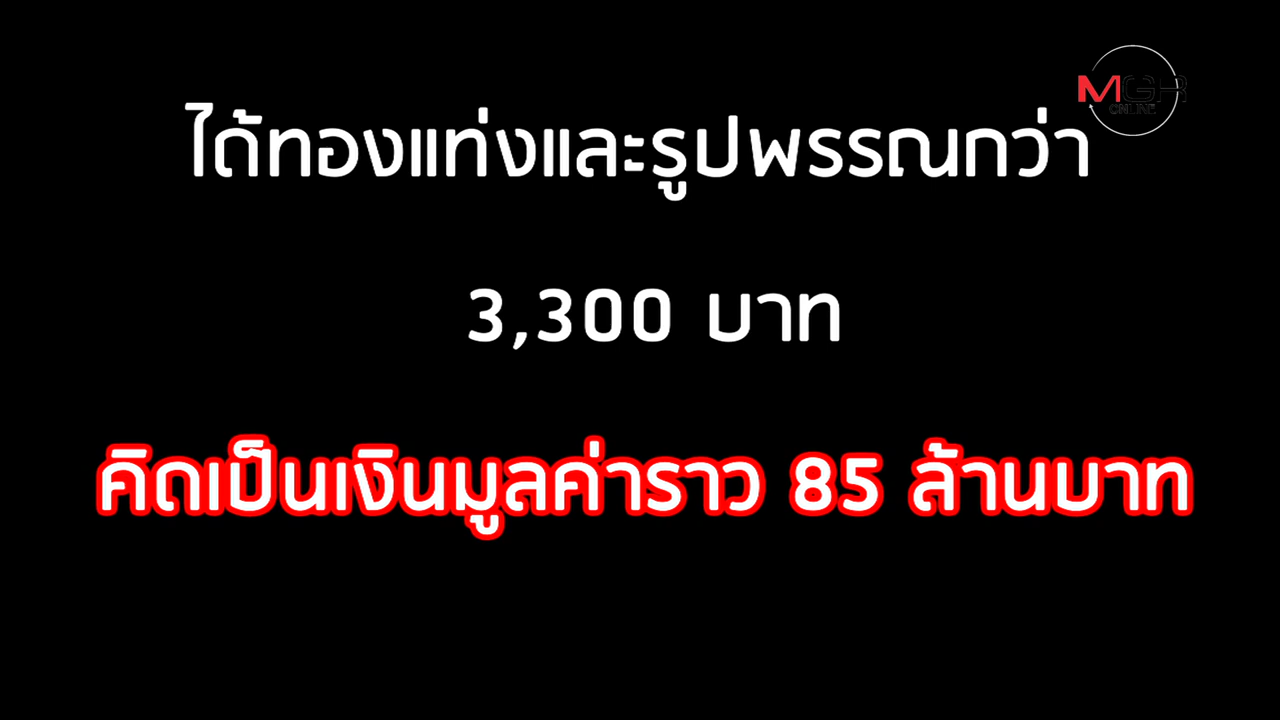 MGR
ONLINE
ได้ทองแท่งและรูปพรรณกว่า
3,300 บาท
คิดเป็นเงินมูลค่าราว 85 ล้านบาท